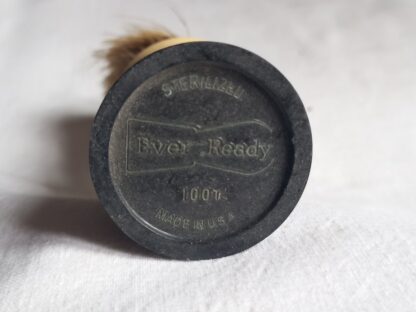 STERILIZED
Ever Ready
100T
MADE IN U.S.A.